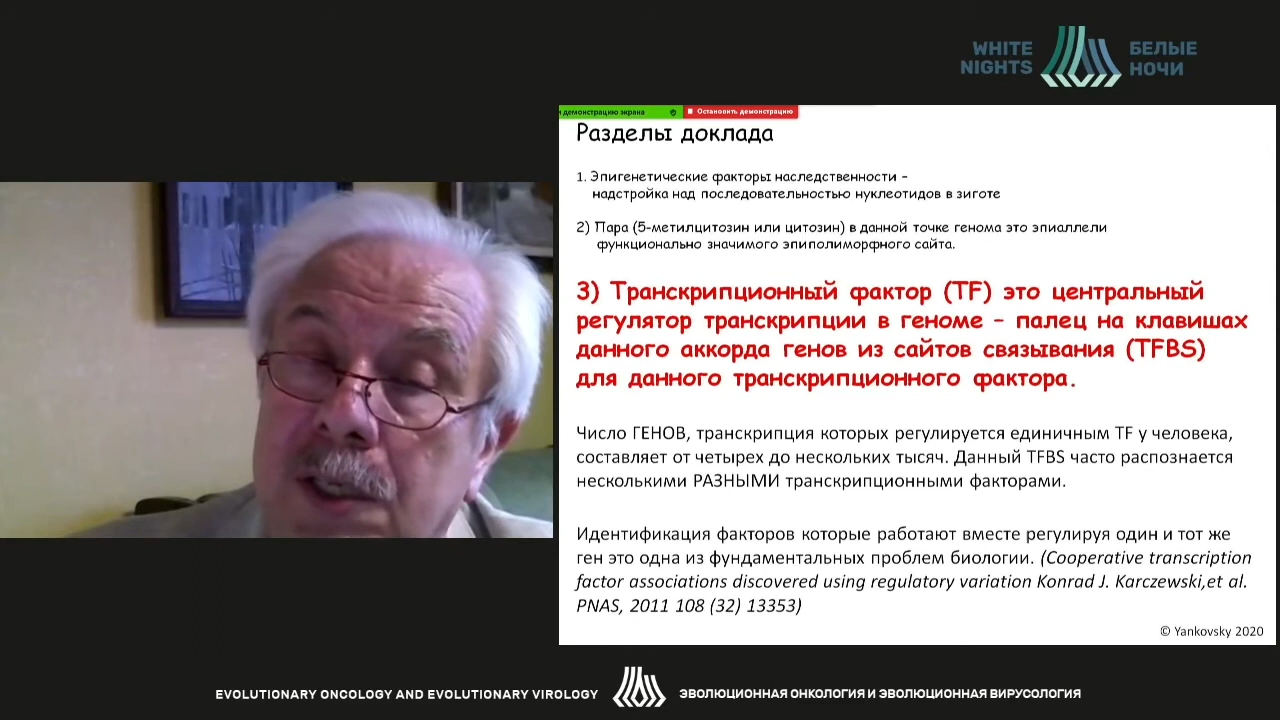 WHITE
NIGHTS
БЕЛЫЕ
НОЧИ
демонстрацию экрана
Остановить демонстрацию
Разделы доклада
1. Эпигенетические факторы наследственности –
надстройка над последовательностью нуклеотидов в зиготе
2) Пара (5-метилцитозин или цитозин) в данной точке генома это эпиаллели
функционально значимого эпиполиморфного сайта.
3) Транскрипционный фактор (TF) это центральный
регулятор транскрипции в геноме – палец на клавишах
данного аккорда генов из сайтов связывания (TFBS)
для данного транскрипционного фактора.
Число ГЕНОВ, транскрипция которых регулируется единичным TF у человека,
составляет от четырех до нескольких тысяч. Данный TFBS часто распознается
несколькими РАЗНЫМИ транскрипционными факторами.
Идентификация факторов которые работают вместе регулируя один и тот же
ген это одна из фундаментальных проблем биологии. (Cooperative transcription
factor associations discovered using regulatory variation Konrad J. Karczewski,et al.
PNAS, 2011 108 (32) 13353)
© Yankovsky 2020
EVOLUTIONARY ONCOLOGY AND EVOLUTIONARY VIROLOGY
ЭВОЛЮЦИОННАЯ ОНКОЛОГИЯ И ЭВОЛЮЦИОННАЯ ВИРУСОЛОГИЯ